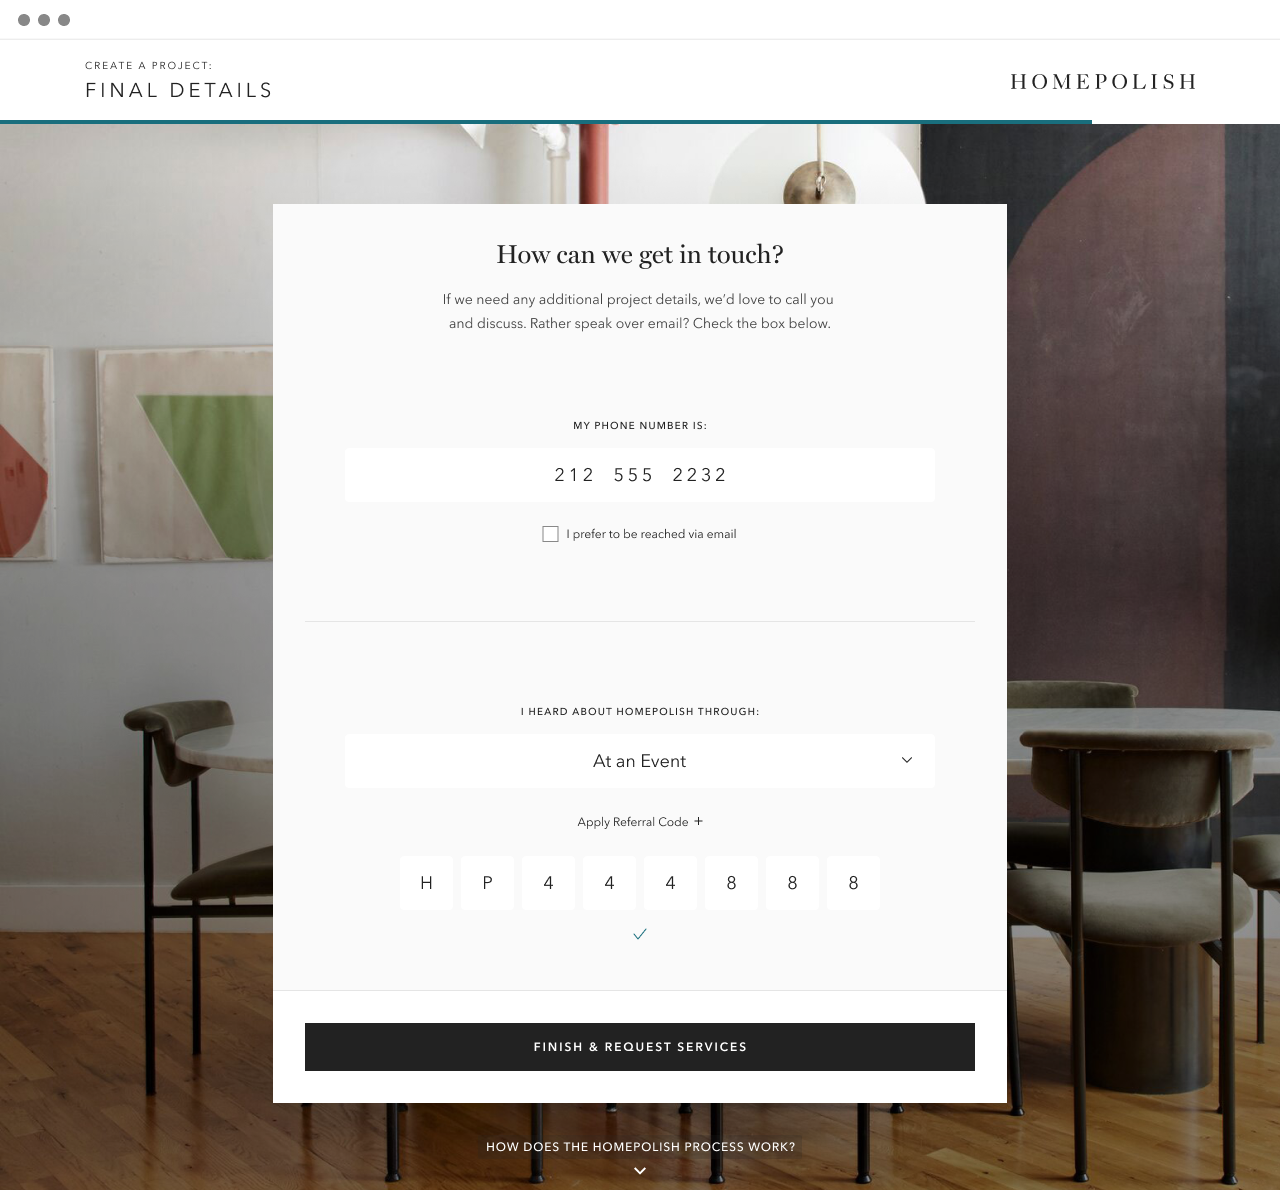 CREATE A PROJECT:
FINAL DETAILS
HOMEPOLISH
How can we get in touch?
If we need any additional project details, we’d love to call you
and discuss. Rather speak over email? Check the box below.
MY PHONE NUMBER IS:
212 555 2232
I prefer to be reached via email
I HEARD ABOUT HOMEPOLISH THROUGH:
At an Event
Apply Referral Code +
H P 4 4 4 8 8 8
FINISH & REQUEST SERVICES
HOW DOES THE HOMEPOLISH PROCESS WORK?